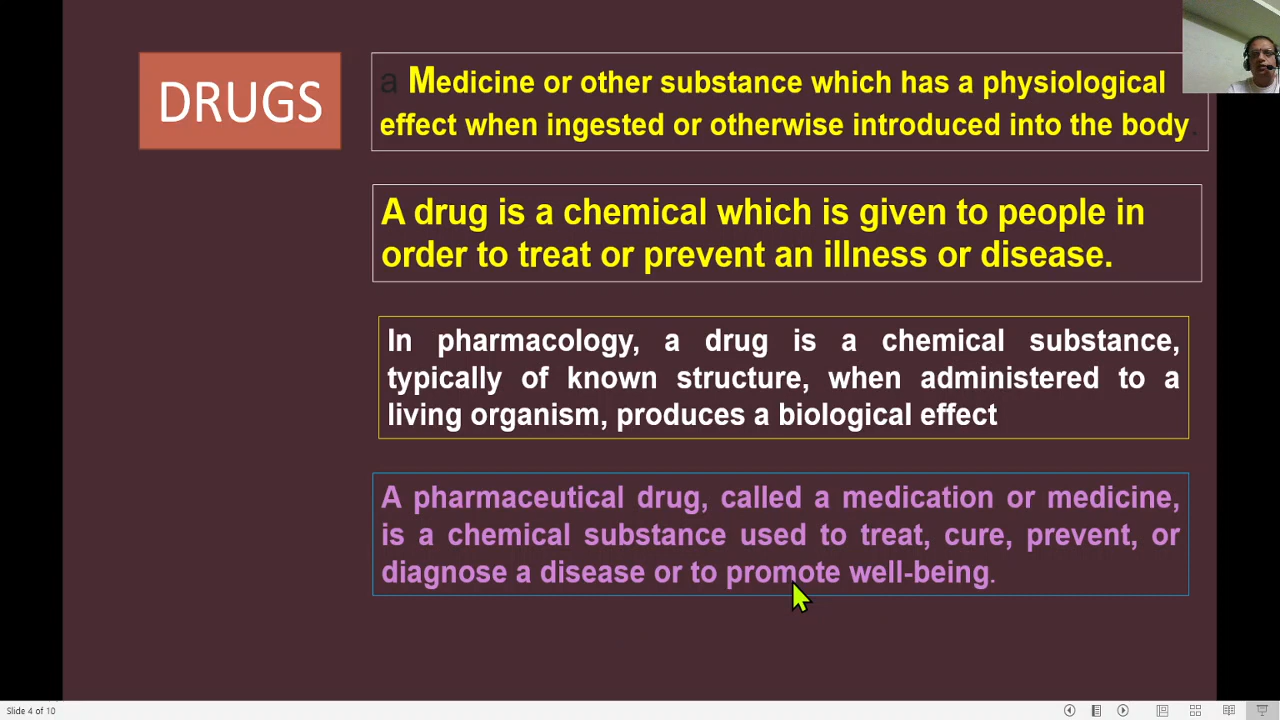 DRUGS
a Medicine or other substance which has a physiological
effect when ingested or otherwise introduced into the body.
A drug is a chemical which is given to people in
order to treat or prevent an illness or disease.
In pharmacology, a drug is a chemical substance,
typically of known structure, when administered to a
living organism, produces a biological effect
A pharmaceutical drug, called a medication or medicine,
is a chemical substance used to treat, cure, prevent, or
diagnose a disease or to promote well-being.
Slide 4 of 10